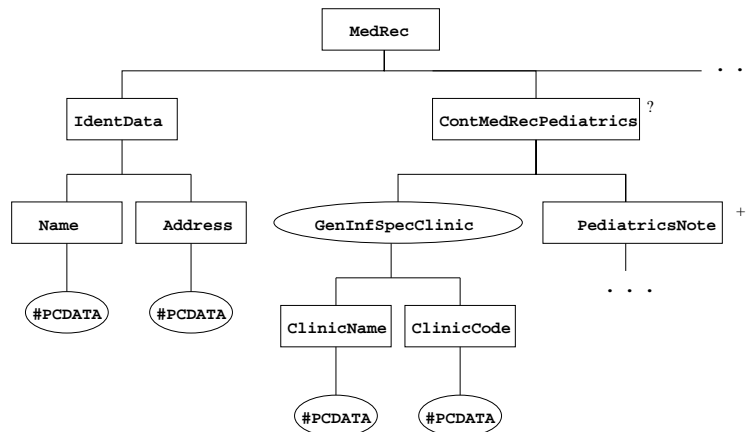 MedRec
. .
IdentData
ContMedRecPediatrics ?
Name
Address
GenInfSpecClinic
PediatricsNote +
. . .
#PCDATA
#PCDATA
ClinicName
ClinicCode
#PCDATA
#PCDATA